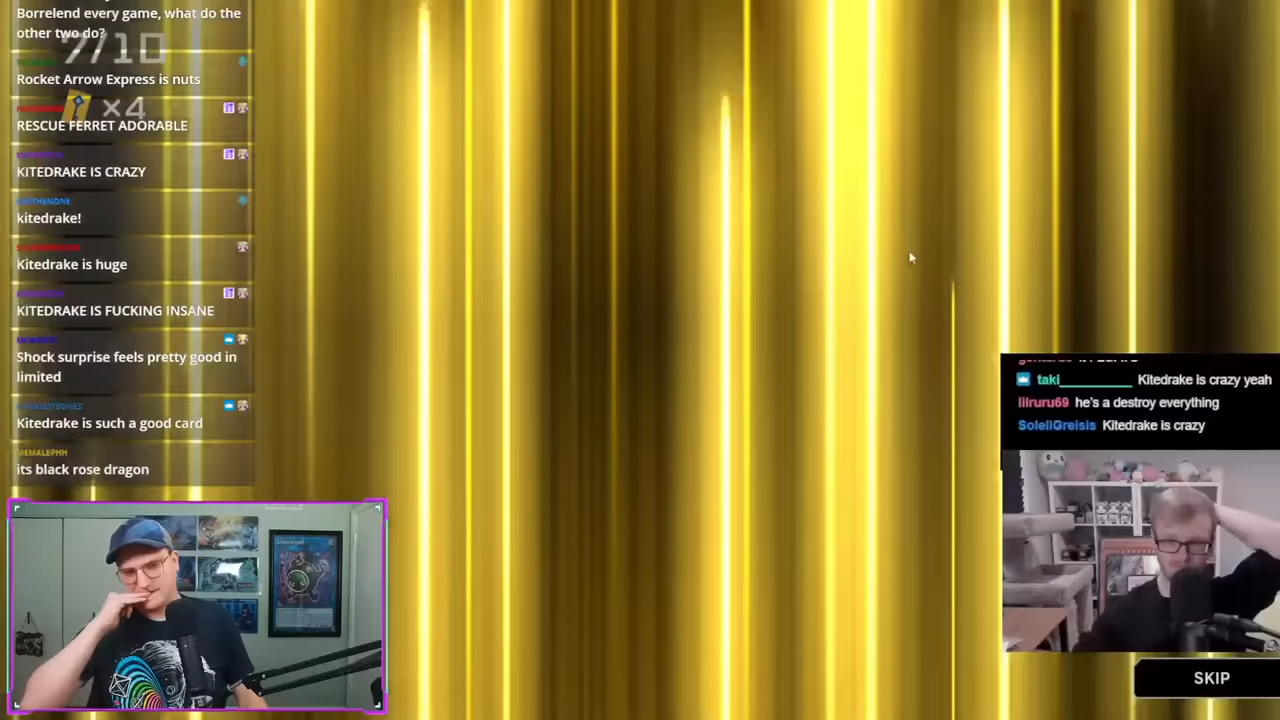 Borrelend every game, what do the
other two do?
7/10
Rocket Arrow Express is nuts
×4
RESCUE FERRET ADORABLE
KITEDRAKE IS CRAZY
kitedrake!
Kitedrake is huge
KITEDRAKE IS FUCKING INSANE
Shock surprise feels pretty good in
limited
Kitedrake is such a good card
MEMALEPHH
its black rose dragon
taki_________ Kitedrake is crazy yeah
lilruru69 he's a destroy everything
SoleilGreisis Kitedrake is crazy
SKIP